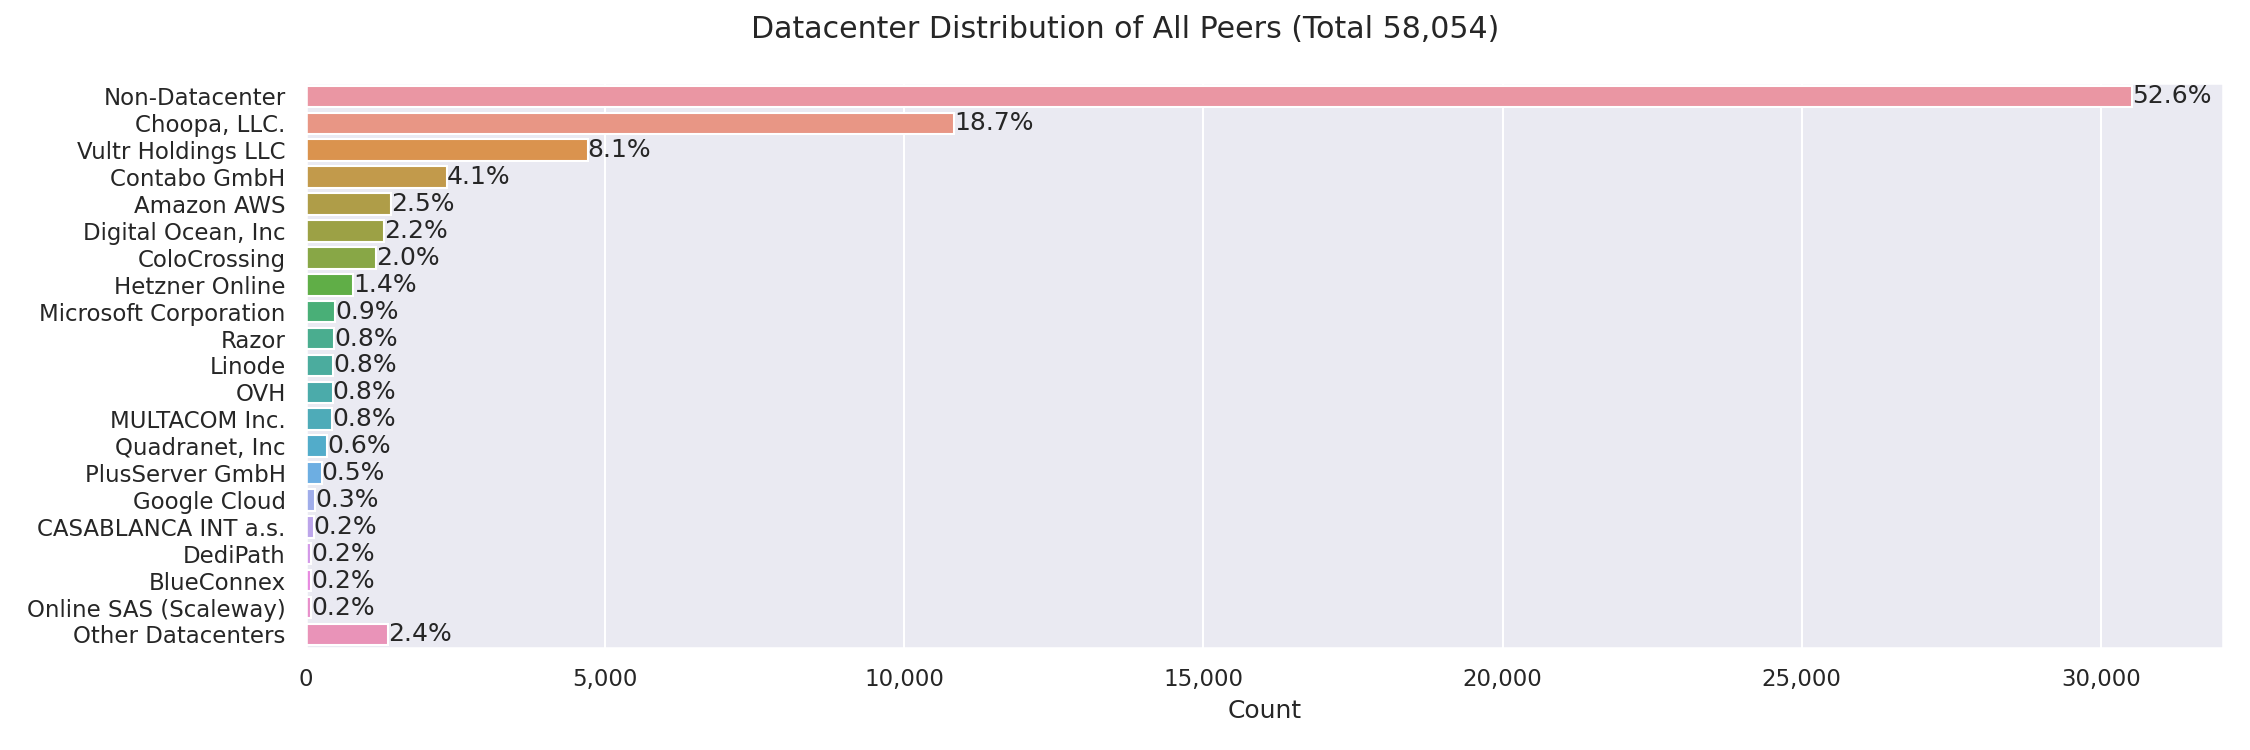 Datacenter Distribution of All Peers (Total 58,054)
Non-Datacenter 52.6%
Choopa, LLC. 18.7%
Vultr Holdings LLC 8.1%
Contabo GmbH 4.1%
Amazon AWS 2.5%
Digital Ocean, Inc 2.2%
ColoCrossing 2.0%
Hetzner Online 1.4%
Microsoft Corporation 0.9%
Razor 0.8%
Linode 0.8%
OVH 0.8%
MULTACOM Inc. 0.8%
Quadranet, Inc 0.6%
PlusServer GmbH 0.5%
Google Cloud 0.3%
CASABLANCA INT a.s. 0.2%
DediPath 0.2%
BlueConnex 0.2%
Online SAS (Scaleway) 0.2%
Other Datacenters 2.4%
0 5,000 10,000 15,000 20,000 25,000 30,000
Count